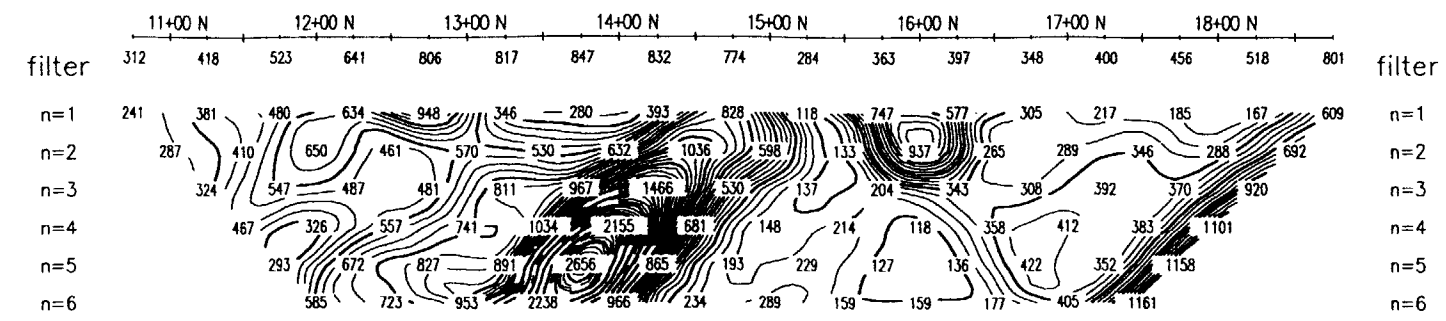 11+00 N 12+00 N 13+00 N 14+00 N 15+00 N 16+00 N 17+00 N 18+00 N
filter 312 418 523 641 806 817 847 832 774 284 363 397 348 400 456 518 801 filter
n=1 241 381 480 634 948 346 280 393 828 118 747 577 305 217 185 167 609 n=1
n=2 287 410 650 461 570 530 632 1036 598 133 937 265 289 346 288 692 n=2
n=3 324 547 487 481 811 967 1466 530 137 204 343 308 392 370 920 n=3
n=4 467 326 557 741 1034 2155 681 148 214 118 358 412 383 1101 n=4
n=5 293 672 827 891 2656 865 193 229 127 136 422 352 1158 n=5
n=6 585 723 953 2238 966 234 289 159 159 177 405 1161 n=6